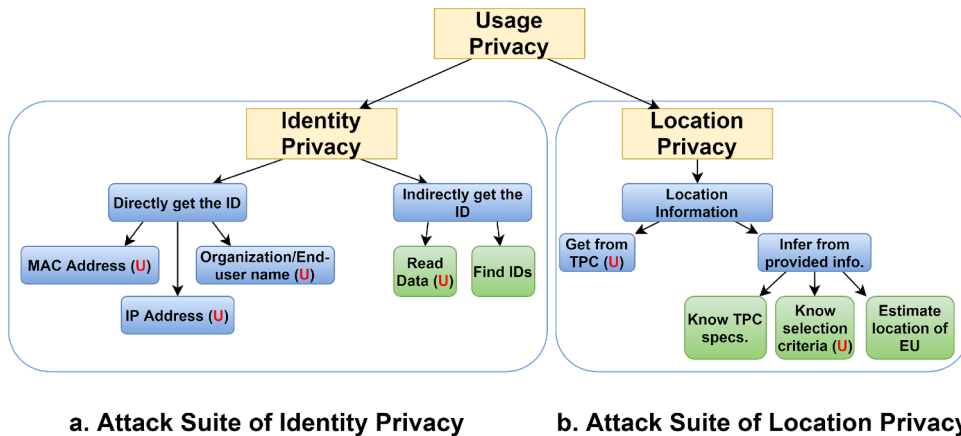 Usage
Privacy
Identity
Privacy
Location
Privacy
Directly get the ID
Indirectly get the
ID
Location
Information
MAC Address (U)
Organization/End-
user name (U)
IP Address (U)
Read
Data (U)
Find IDs
Get from
TPC (U)
Infer from
provided info.
Know TPC
specs.
Know
selection
criteria (U)
Estimate
location of
EU
a. Attack Suite of Identity Privacy
b. Attack Suite of Location Privacy